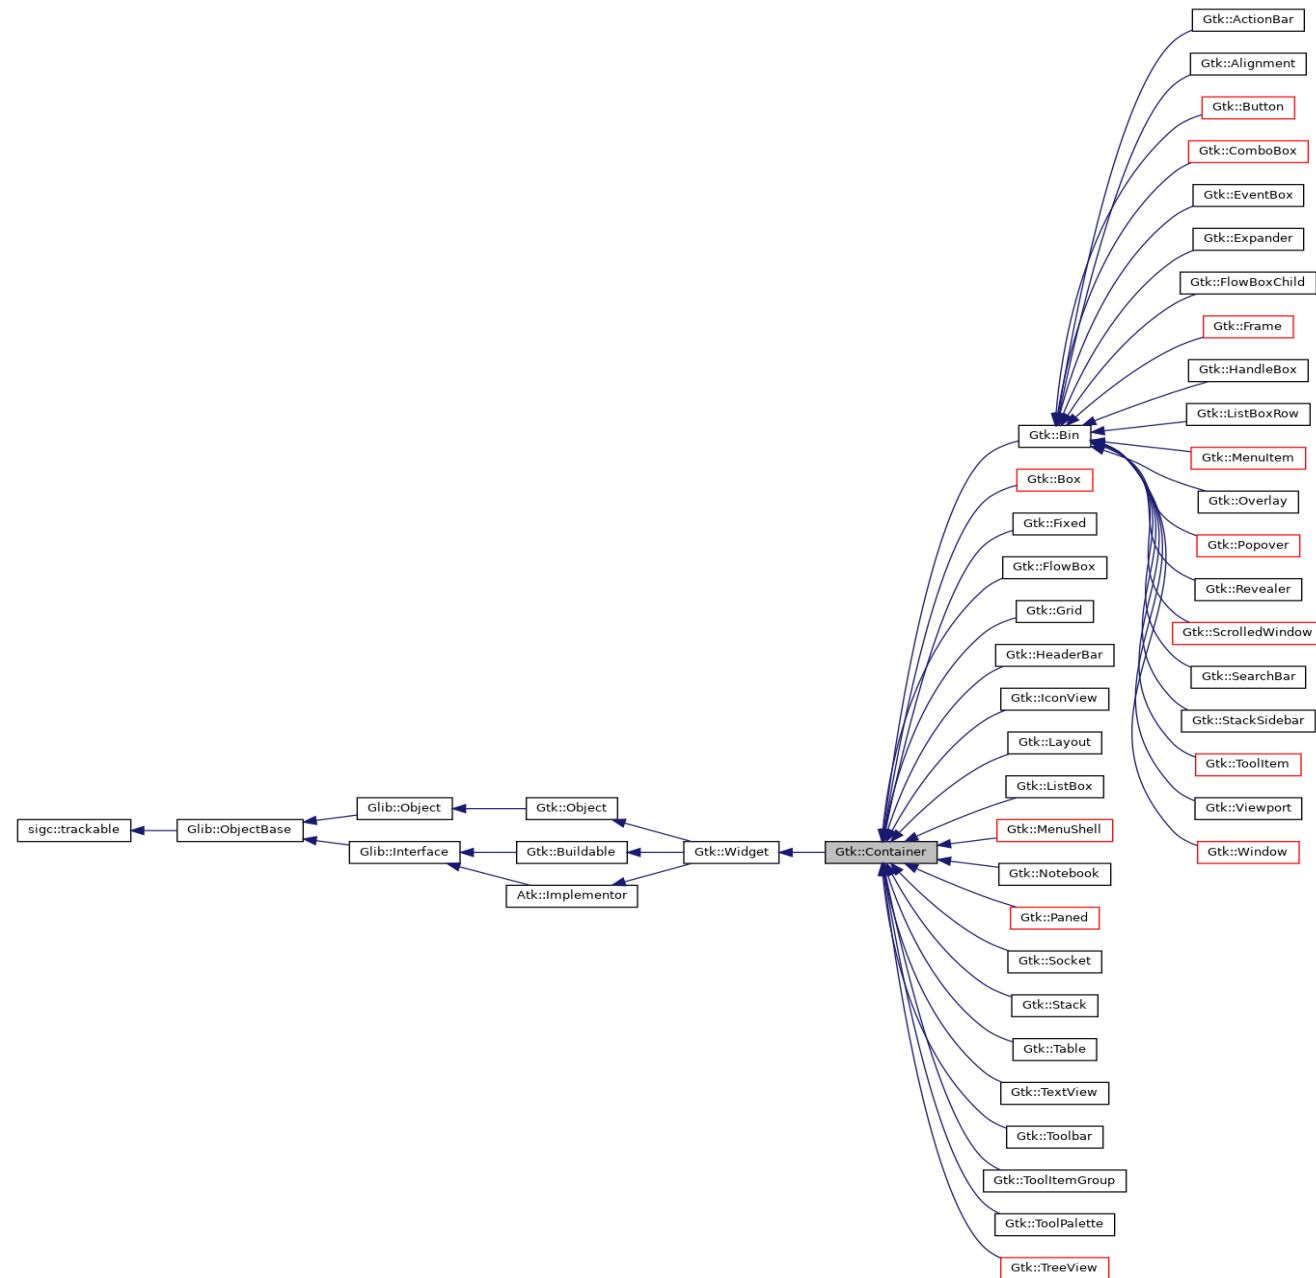 sigc::trackable
Glib::ObjectBase
Glib::Object
Glib::Interface
Gtk::Object
Gtk::Buildable
Atk::Implementor
Gtk::Widget
Gtk::Container
Gtk::Bin
Gtk::Box
Gtk::Fixed
Gtk::FlowBox
Gtk::Grid
Gtk::HeaderBar
Gtk::IconView
Gtk::Layout
Gtk::ListBox
Gtk::MenuShell
Gtk::Notebook
Gtk::Paned
Gtk::Socket
Gtk::Stack
Gtk::Table
Gtk::TextView
Gtk::Toolbar
Gtk::ToolItemGroup
Gtk::ToolPalette
Gtk::TreeView
Gtk::ActionBar
Gtk::Alignment
Gtk::Button
Gtk::ComboBox
Gtk::EventBox
Gtk::Expander
Gtk::FlowBoxChild
Gtk::Frame
Gtk::HandleBox
Gtk::ListBoxRow
Gtk::MenuItem
Gtk::Overlay
Gtk::Popover
Gtk::Revealer
Gtk::ScrolledWindow
Gtk::SearchBar
Gtk::StackSidebar
Gtk::ToolItem
Gtk::Viewport
Gtk::Window